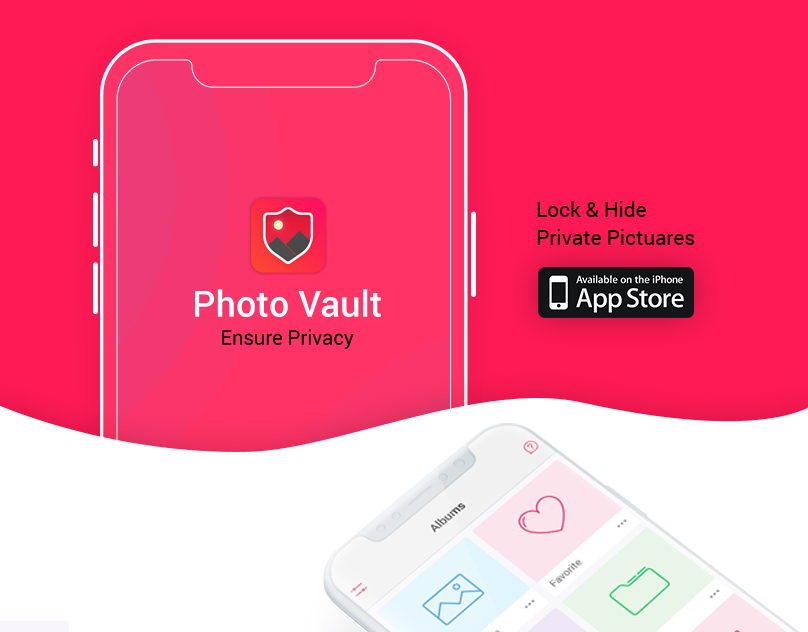 Photo Vault
Ensure Privacy
Lock & Hide
Private Pictuares
Available on the iPhone
App Store
Albums
Favorite